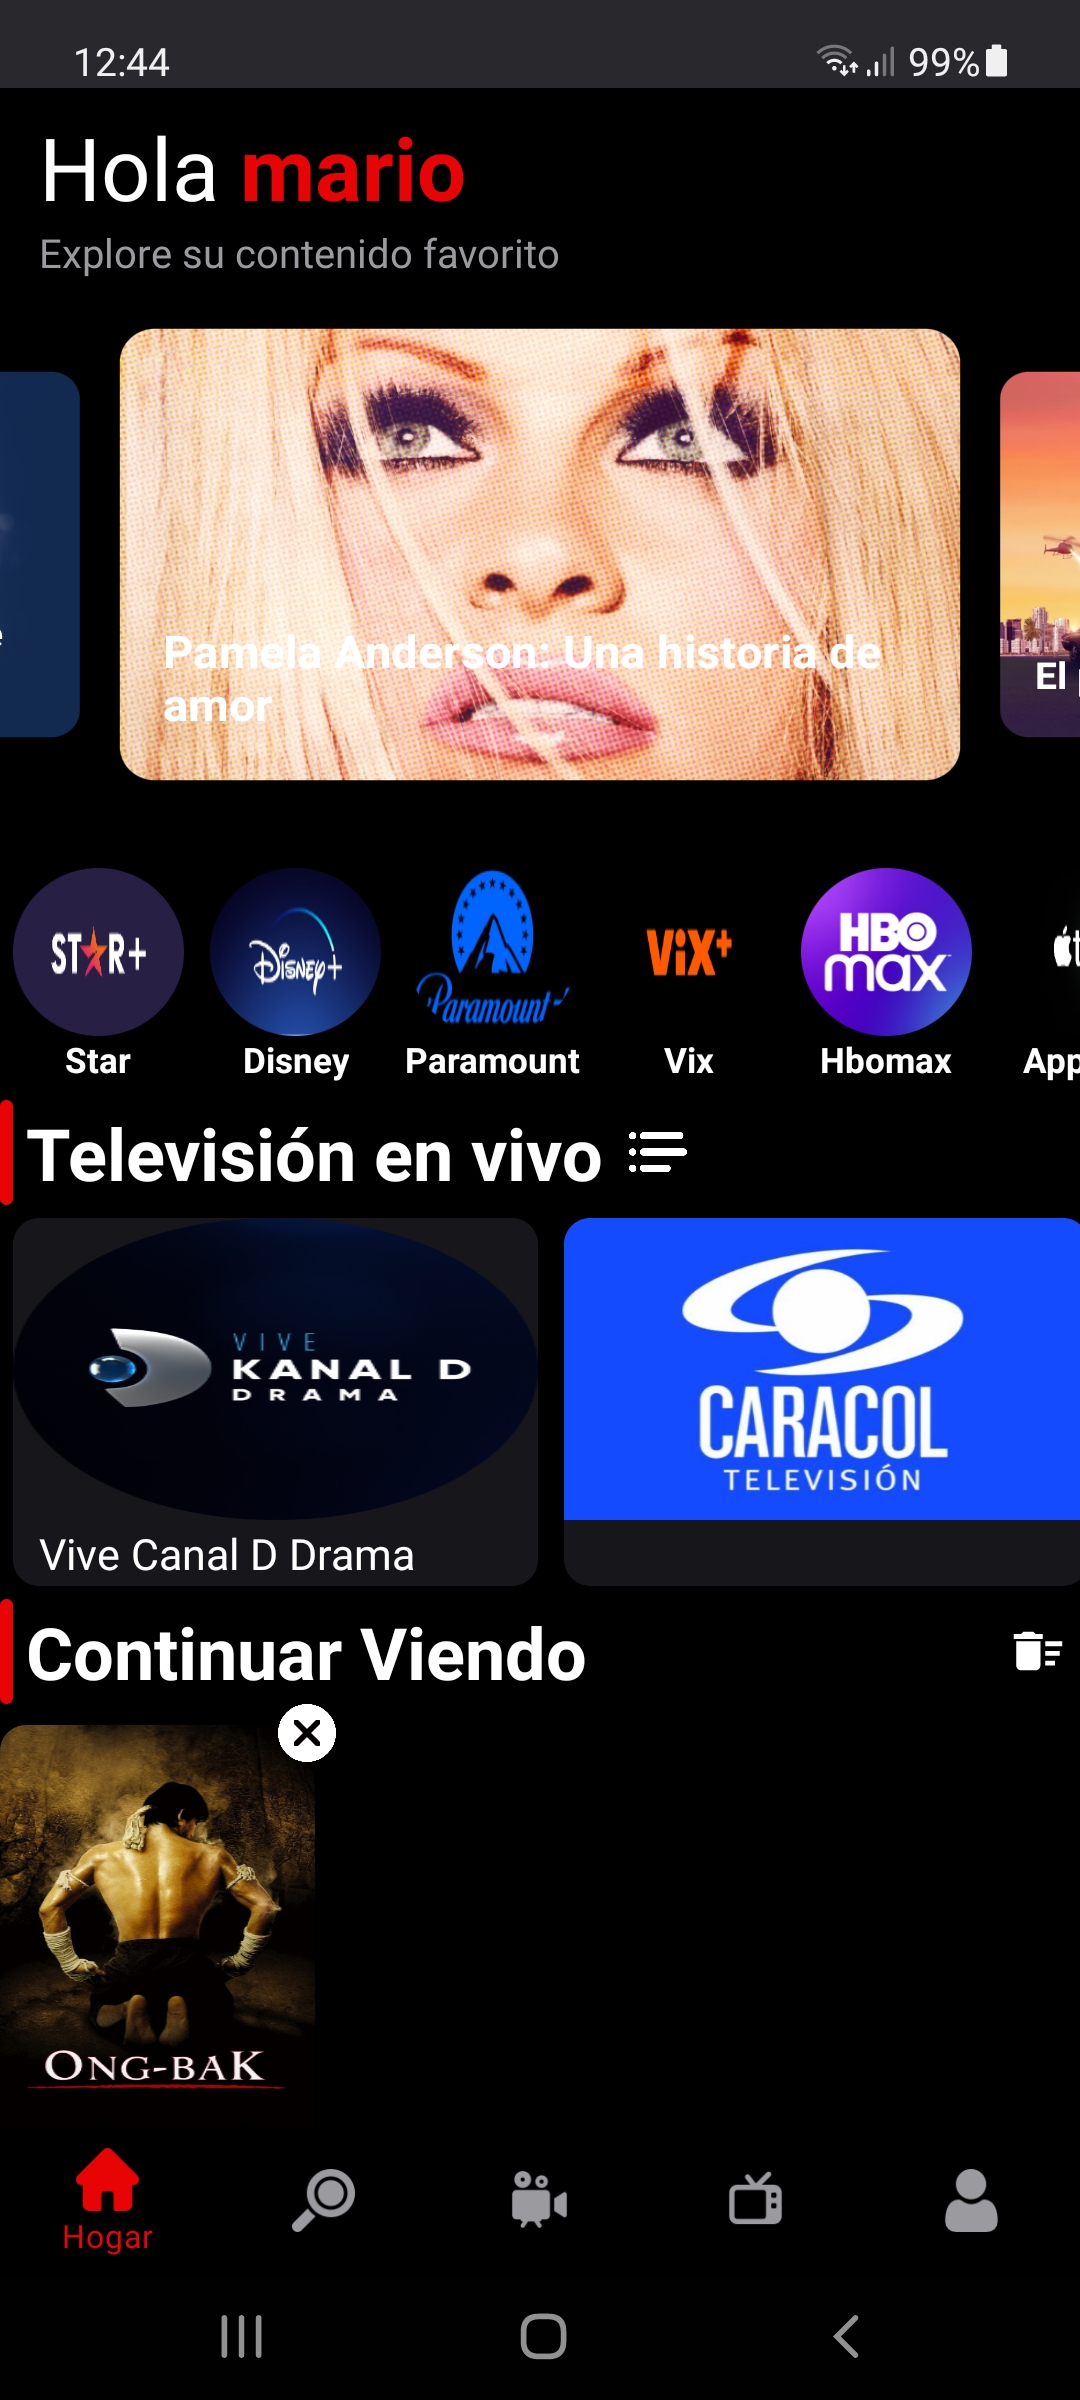 12:44
99%
Hola mario
Explore su contenido favorito
Pamela Anderson: Una historia de
amor
El
STAR+
Disney+
Paramount+
ViX+
HBO
max
Star
Disney
Paramount
Vix
Hbomax
App
Televisión en vivo
VIVE
KANAL D
DRAMA
CARACOL
TELEVISIÓN
Vive Canal D Drama
Continuar Viendo
ONG-BAK
Hogar